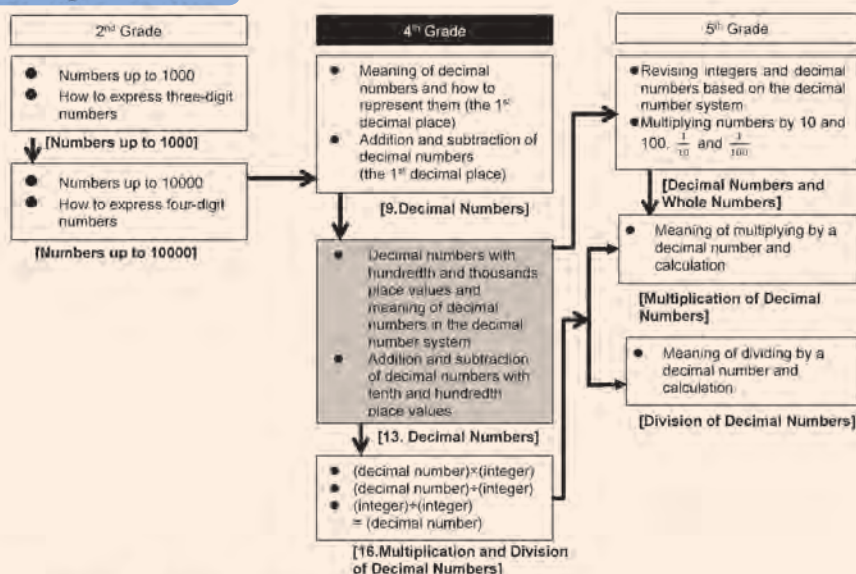 2nd Grade
Numbers up to 1000
How to express three-digit
numbers
[Numbers up to 1000]
Numbers up to 10000
How to express four-digit
numbers
[Numbers up to 10000]
4th Grade
Meaning of decimal
numbers and how to
represent them (the 1st
decimal place)
Addition and subtraction of
decimal numbers
(the 1st decimal place)
[9.Decimal Numbers]
Decimal numbers with
hundredth and thousands
place values and
meaning of decimal
numbers in the decimal
number system
Addition and subtraction
of decimal numbers with
tenth and hundredth
place values
[13. Decimal Numbers]
(decimal number)×(integer)
(decimal number)÷(integer)
(integer)÷(integer)
= (decimal number)
[16.Multiplication and Division
of Decimal Numbers]
5th Grade
Revising integers and decimal
numbers based on the decimal
number system
Multiplying numbers by 10 and
100. 1/10 and 1/100
[Decimal Numbers and
Whole Numbers]
Meaning of multiplying by a
decimal number and
calculation
[Multiplication of Decimal
Numbers]
Meaning of dividing by a
decimal number and
calculation
[Division of Decimal Numbers]